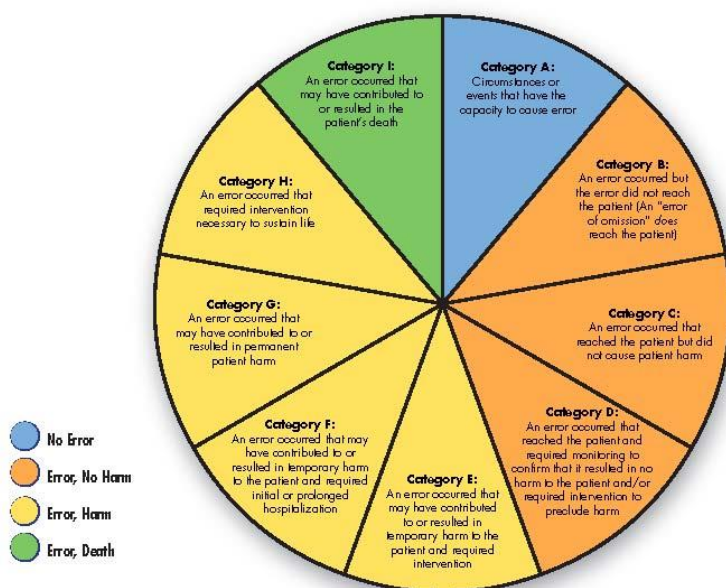 Category I:
An error occurred that
may have contributed to
or resulted in the
patient's death
Category A:
Circumstances or
events that have the
capacity to cause error
Category B:
An error occurred but
the error did not reach
the patient (An "error
of omission" does
reach the patient)
Category C:
An error occurred that
reached the patient but did
not cause patient harm
Category D:
An error occurred that
reached the patient and
required monitoring to
confirm that it resulted in no
harm to the patient and/or
required intervention to
preclude harm
Category E:
An error occurred that
may have contributed
to or resulted in
temporary harm to the
patient and required
intervention
Category F:
An error occurred that may
have contributed to or
resulted in temporary harm
to the patient and required
initial or prolonged
hospitalization
Category G:
An error occurred that
may have contributed to or
resulted in permanent
patient harm
Category H:
An error occurred that
required intervention
necessary to sustain life
No Error
Error, No Harm
Error, Harm
Error, Death